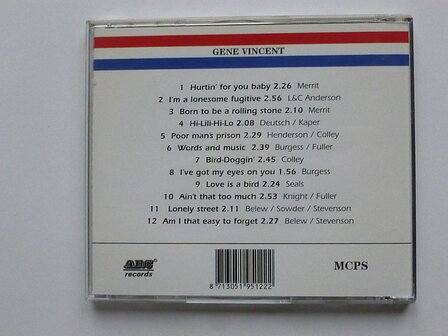 GENE VINCENT
1 Hurtin' for you baby 2.26 Merrit
2 I'm a lonesome fugitive 2.56 L&C Anderson
3 Born to be a rolling stone 2.10 Merrit
4 Hi-Lili-Hi-Lo 2.08 Deutsch / Kaper
5 Poor man's prison 2.29 Henderson / Colley
6 Words and music 2.39 Burgess / Fuller
7 Bird-Doggin' 2.45 Colley
8 I've got my eyes on you 1.56 Burgess
9 Love is a bird 2.24 Seals
10 Ain't that too much 2.53 Knight / Fuller
11 Lonely street 2.11 Belew / Sowder / Stevenson
12 Am I that easy to forget 2.27 Belew / Stevenson
ARC records
MCPS
8 713051 951222